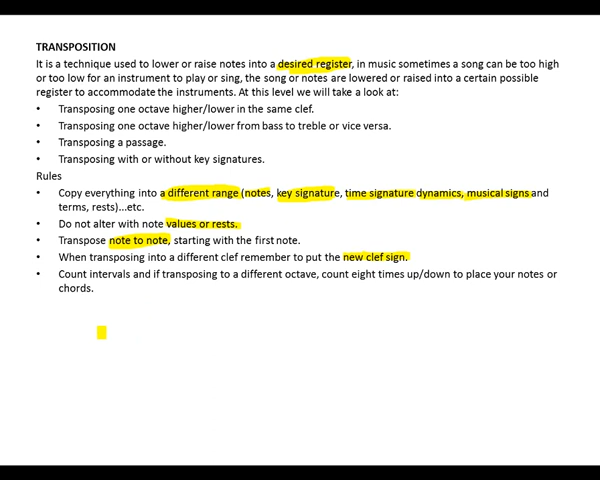 TRANSPOSITION
It is a technique used to lower or raise notes into a desired register, in music sometimes a song can be too high
or too low for an instrument to play or sing, the song or notes are lowered or raised into a certain possible
register to accommodate the instruments. At this level we will take a look at:
• Transposing one octave higher/lower in the same clef.
• Transposing one octave higher/lower from bass to treble or vice versa.
• Transposing a passage.
• Transposing with or without key signatures.
Rules
• Copy everything into a different range (notes, key signature, time signature dynamics, musical signs and
terms, rests)...etc.
• Do not alter with note values or rests.
• Transpose note to note, starting with the first note.
• When transposing into a different clef remember to put the new clef sign.
• Count intervals and if transposing to a different octave, count eight times up/down to place your notes or
chords.